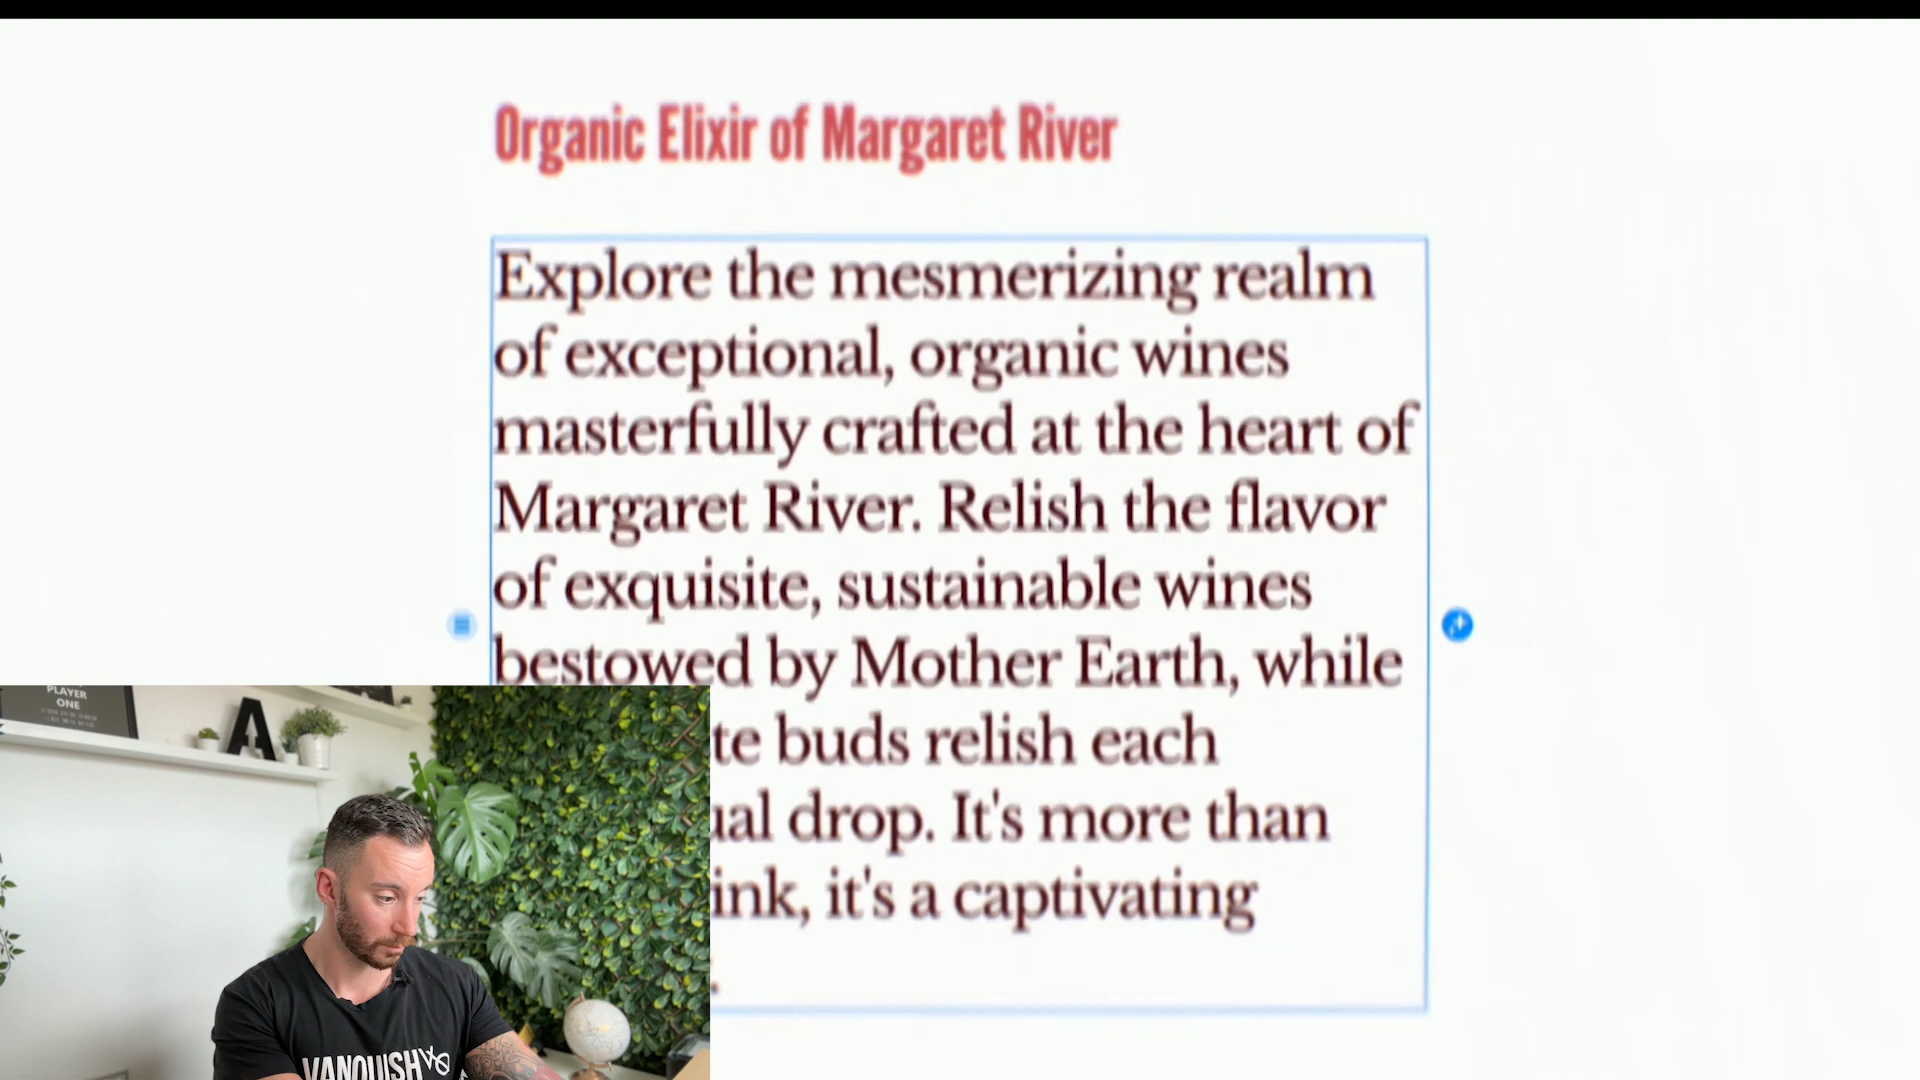 Organic Elixir of Margaret River
Explore the mesmerizing realm
of exceptional, organic wines
masterfully crafted at the heart of
Margaret River. Relish the flavor
of exquisite, sustainable wines
bestowed by Mother Earth, while
te buds relish each
ual drop. It's more than
ink, it's a captivating
.
PLAYER
ONE
A
VANQUISH